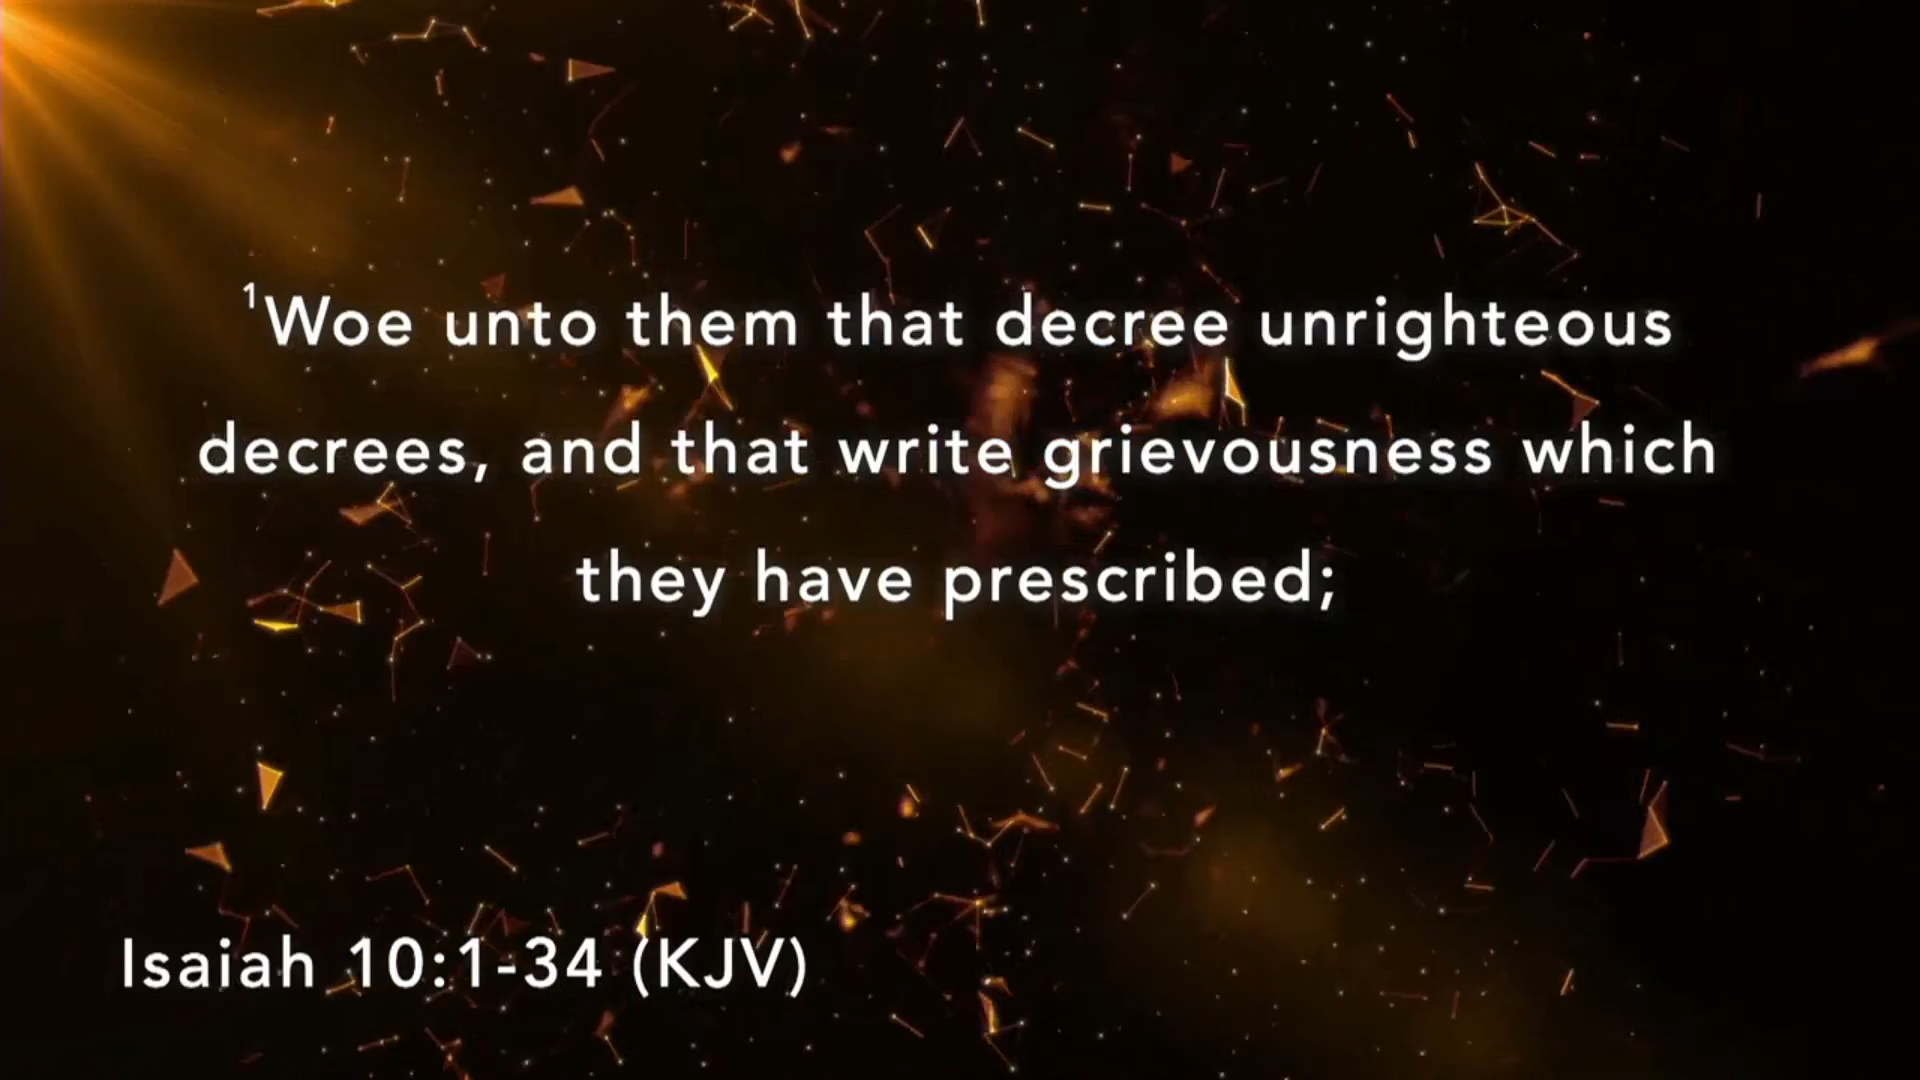 ¹Woe unto them that decree unrighteous
decrees, and that write grievousness which
they have prescribed;
Isaiah 10:1-34 (KJV)